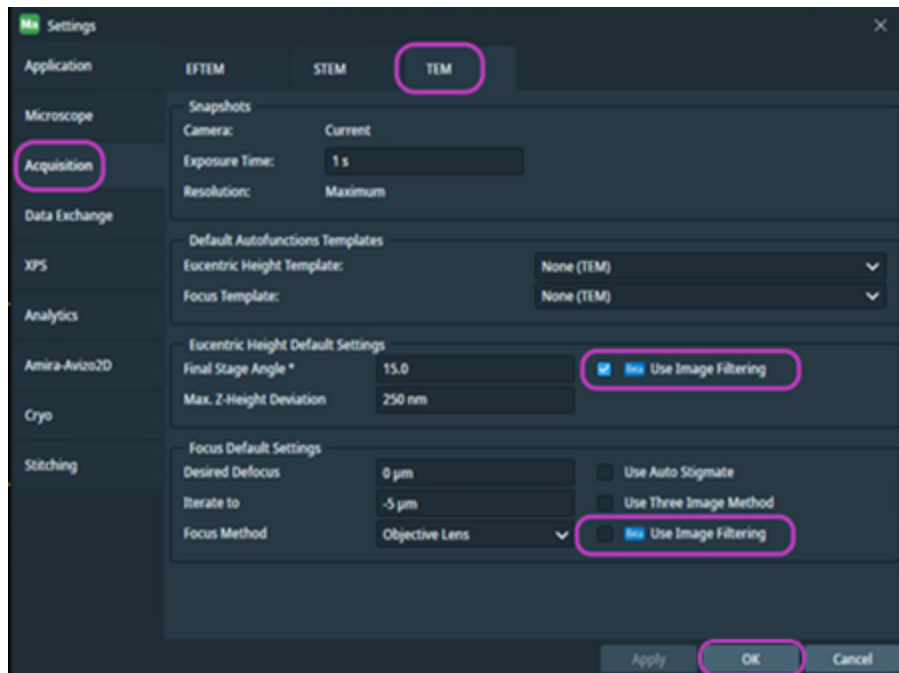 Ma Settings
Application
Microscope
Acquisition
Data Exchange
XPS
Analytics
Amira-Avizo2D
Cryo
Stitching
EFTEM STEM TEM
Snapshots
Camera: Current
Exposure Time: 1 s
Resolution: Maximum
Default Autofunctions Templates
Eucentric Height Template: None (TEM)
Focus Template: None (TEM)
Eucentric Height Default Settings
Final Stage Angle * 15.0 Beta Use Image Filtering
Max. Z-Height Deviation 250 nm
Focus Default Settings
Desired Defocus 0 µm Use Auto Stigmate
Iterate to -5 µm Use Three Image Method
Focus Method Objective Lens Beta Use Image Filtering
Apply OK Cancel